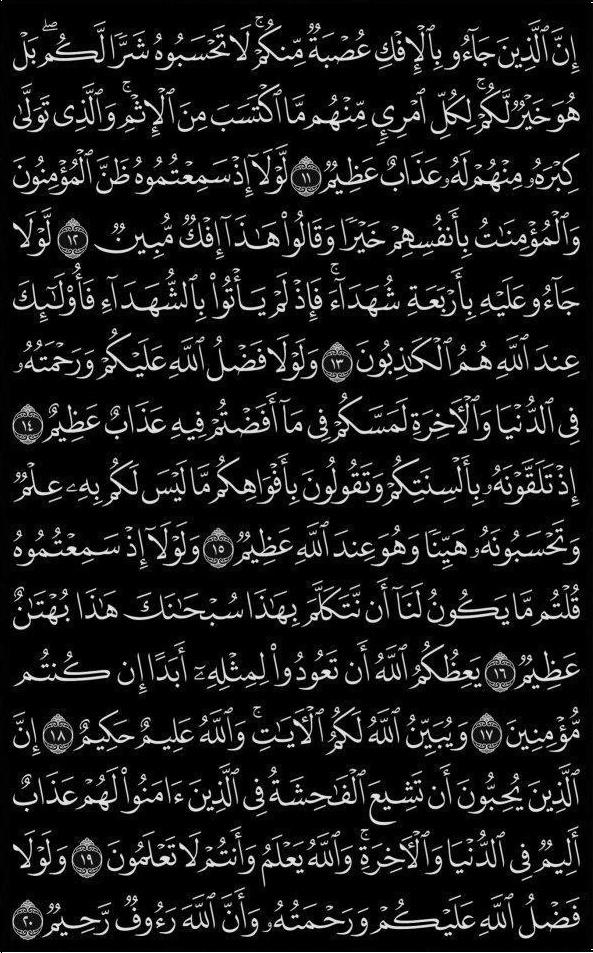 إِنَّ ٱلَّذِينَ جَآءُو بِٱلْإِفْكِ عُصْبَةٌ مِّنكُمْ ۚ لَا تَحْسَبُوهُ شَرًّا لَّكُم ۖ بَلْ
هُوَ خَيْرٌ لَّكُمْ ۚ لِكُلِّ ٱمْرِئٍ مِّنْهُم مَّا ٱكْتَسَبَ مِنَ ٱلْإِثْمِ ۚ وَٱلَّذِى تَوَلَّىٰ
كِبْرَهُۥ مِنْهُمْ لَهُۥ عَذَابٌ عَظِيمٌ ١١ لَّوْلَآ إِذْ سَمِعْتُمُوهُ ظَنَّ ٱلْمُؤْمِنُونَ
وَٱلْمُؤْمِنَٰتُ بِأَنفُسِهِمْ خَيْرًا وَقَالُوا۟ هَٰذَآ إِفْكٌ مُّبِينٌ ١٢ لَّوْلَا
جَآءُو عَلَيْهِ بِأَرْبَعَةِ شُهَدَآءَ ۚ فَإِذْ لَمْ يَأْتُوا۟ بِٱلشُّهَدَآءِ فَأُو۟لَٰٓئِكَ
عِندَ ٱللَّهِ هُمُ ٱلْكَٰذِبُونَ ١٣ وَلَوْلَا فَضْلُ ٱللَّهِ عَلَيْكُمْ وَرَحْمَتُهُۥ
فِى ٱلدُّنْيَا وَٱلْءَاخِرَةِ لَمَسَّكُمْ فِى مَآ أَفَضْتُمْ فِيهِ عَذَابٌ عَظِيمٌ ١٤
إِذْ تَلَقَّوْنَهُۥ بِأَلْسِنَتِكُمْ وَتَقُولُونَ بِأَفْوَاهِكُم مَّا لَيْسَ لَكُم بِهِۦ عِلْمٌ
وَتَحْسَبُونَهُۥ هَيِّنًا وَهُوَ عِندَ ٱللَّهِ عَظِيمٌ ١٥ وَلَوْلَآ إِذْ سَمِعْتُمُوهُ
قُلْتُم مَّا يَكُونُ لَنَآ أَن نَّتَكَلَّمَ بِهَٰذَا سُبْحَٰنَكَ هَٰذَا بُهْتَٰنٌ
عَظِيمٌ ١٦ يَعِظُكُمُ ٱللَّهُ أَن تَعُودُوا۟ لِمِثْلِهِۦٓ أَبَدًا إِن كُنتُم
مُّؤْمِنِينَ ١٧ وَيُبَيِّنُ ٱللَّهُ لَكُمُ ٱلْءَايَٰتِ ۚ وَٱللَّهُ عَلِيمٌ حَكِيمٌ ١٨ إِنَّ
ٱلَّذِينَ يُحِبُّونَ أَن تَشِيعَ ٱلْفَٰحِشَةُ فِى ٱلَّذِينَ ءَامَنُوا۟ لَهُمْ عَذَابٌ
أَلِيمٌ فِى ٱلدُّنْيَا وَٱلْءَاخِرَةِ ۚ وَٱللَّهُ يَعْلَمُ وَأَنتُمْ لَا تَعْلَمُونَ ١٩ وَلَوْلَا
فَضْلُ ٱللَّهِ عَلَيْكُمْ وَرَحْمَتُهُۥ وَأَنَّ ٱللَّهَ رَءُوفٌ رَّحِيمٌ ٢٠